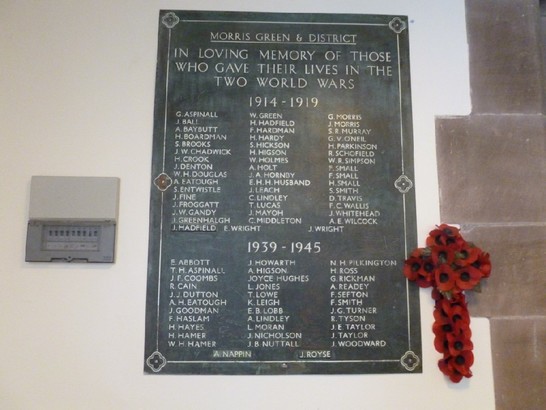 MORRIS GREEN & DISTRICT
IN LOVING MEMORY OF THOSE
WHO GAVE THEIR LIVES IN THE
TWO WORLD WARS
1914 - 1919
G. ASPINALL W. GREEN G. MORRIS
J. BALL H. HADFIELD J. MORRIS
A. BAYBUTT F. HARDMAN S. R. MURRAY
H. BOARDMAN H. HARDY G. V. O'NEIL
S. BROOKS S. HICKSON H. PARKINSON
J. W. CHADWICK H. HIGSON R. SCHOFIELD
H. CROOK W. HOLMES W. R. SIMPSON
J. DENTON A. HOLT E. SMALL
W. H. DOUGLAS J. A. HORNBY F. SMALL
A. EATOUGH E. H. H. HUSBAND H. SMALL
S. ENTWISTLE J. LEACH S. SMITH
J. FINE C. LINDLEY D. TRAVIS
J. FROGGATT T. LUCAS F. C. WALLIS
J. W. GANDY J. MAYOH J. WHITEHEAD
J. GREENHALGH C. MIDDLETON A. E. WILCOCK
J. HADFIELD E. WRIGHT J. WRIGHT
1939 - 1945
E. ABBOTT J. HOWARTH N. H. PILKINGTON
T. H. ASPINALL A. HIGSON H. ROSS
J. F. COOMBS JOYCE HUGHES G. RICKMAN
R. CAIN L. JONES A. READEY
J. J. DUTTON T. LOWE F. SEFTON
A. H. EATOUGH K. LEIGH F. SMITH
J. GOODMAN E. B. LOBB J. G. TURNER
F. HASLAM A. LINDLEY R. TYSON
H. HAYES L. MORAN J. E. TAYLOR
H. HAMER J. NICHOLSON J. TAYLOR
W. H. HAMER J. B NUTTALL J. WOODWARD
A. NAPPIN J. ROYSE